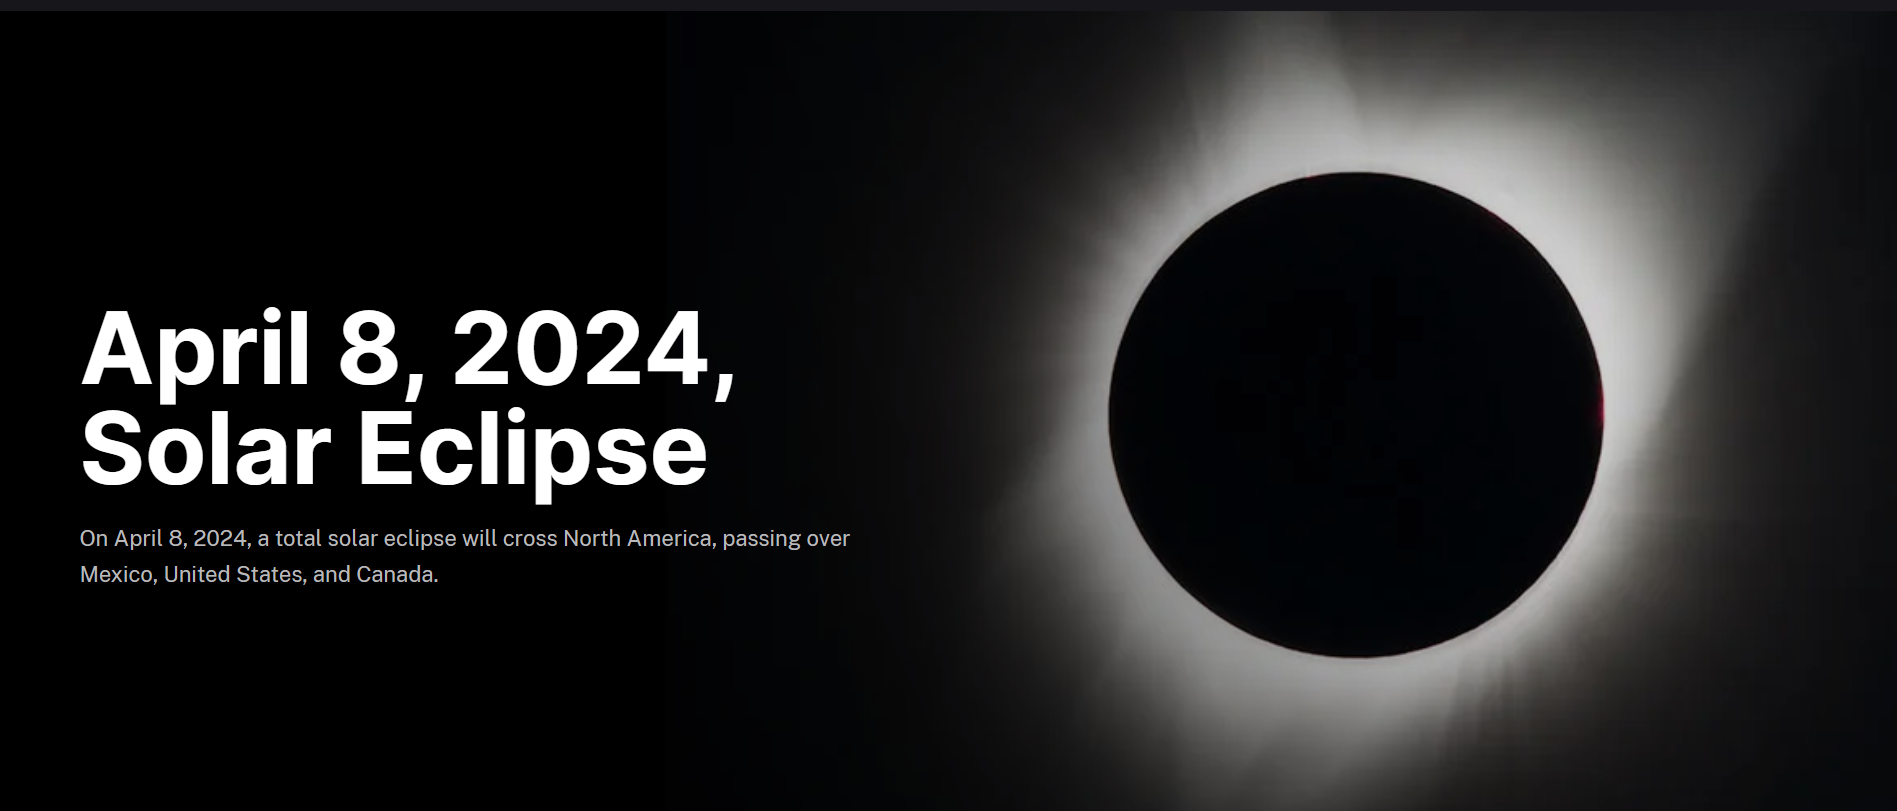 April 8, 2024,
Solar Eclipse
On April 8, 2024, a total solar eclipse will cross North America, passing over
Mexico, United States, and Canada.